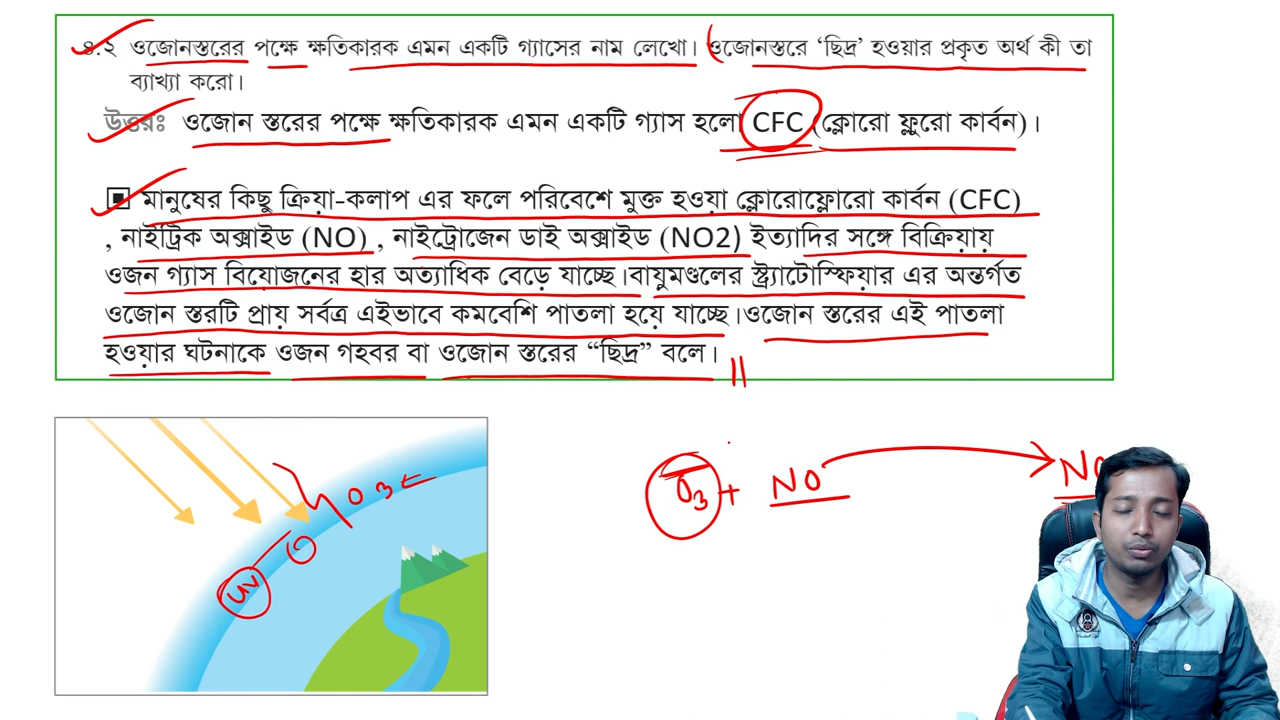 ৪.২ ওজোনস্তরের পক্ষে ক্ষতিকারক এমন একটি গ্যাসের নাম লেখো। ওজোনস্তরে ‘ছিদ্র’ হওয়ার প্রকৃত অর্থ কী তা
ব্যাখ্যা করো।
উত্তরঃ ওজোন স্তরের পক্ষে ক্ষতিকারক এমন একটি গ্যাস হলো CFC (ক্লোরো ফ্লুরো কার্বন)।
মানুষের কিছু ক্রিয়া-কলাপ এর ফলে পরিবেশে মুক্ত হওয়া ক্লোরোফ্লোরো কার্বন (CFC)
, নাইট্রিক অক্সাইড (NO) , নাইট্রোজেন ডাই অক্সাইড (NO2) ইত্যাদির সঙ্গে বিক্রিয়ায়
ওজন গ্যাস বিযোজনের হার অত্যাধিক বেড়ে যাচ্ছে।বাযুমণ্ডলের স্ট্র্যাটোস্ফিয়ার এর অন্তর্গত
ওজোন স্তরটি প্রায় সর্বত্র এইভাবে কমবেশি পাতলা হয়ে যাচ্ছে।ওজোন স্তরের এই পাতলা
হওয়ার ঘটনাকে ওজন গহবর বা ওজোন স্তরের “ছিদ্র” বলে।
O3
UV
O3 + NO → NO